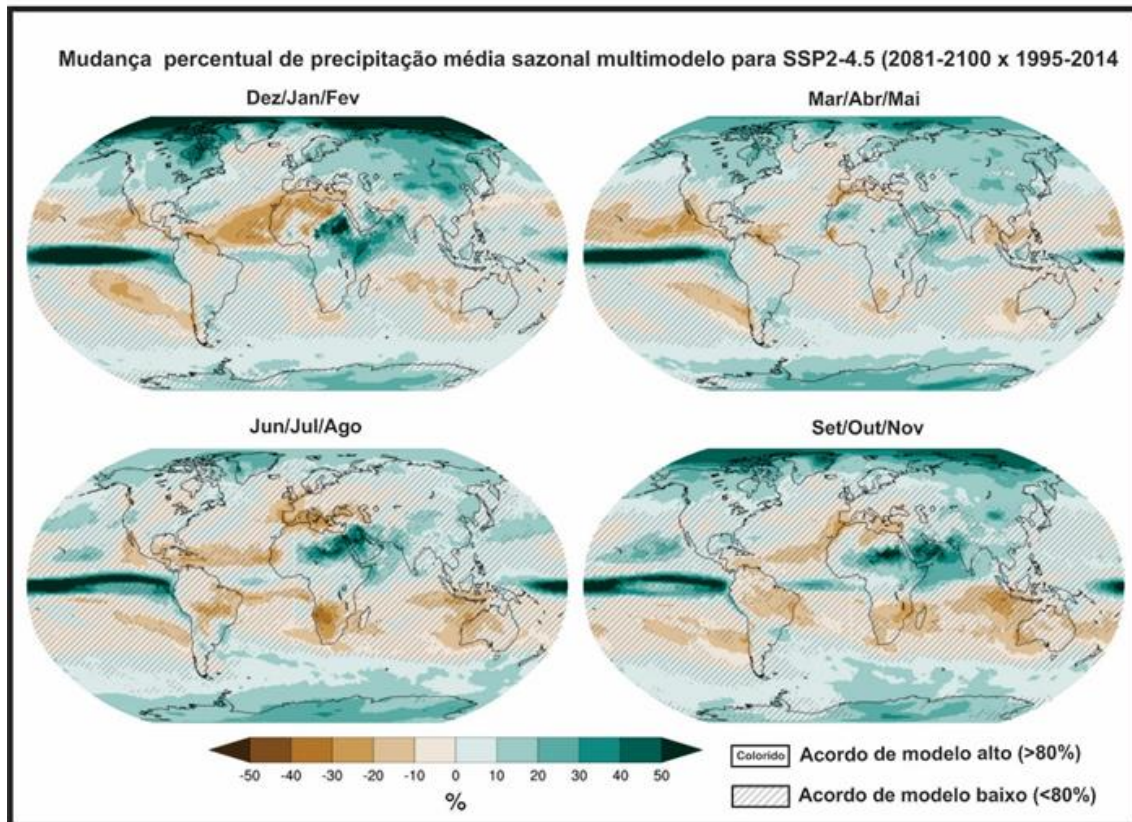 Mudança percentual de precipitação média sazonal multimodelo para SSP2-4.5 (2081-2100 x 1995-2014
Dez/Jan/Fev
Mar/Abr/Mai
Jun/Jul/Ago
Set/Out/Nov
-50 -40 -30 -20 -10 0 10 20 30 40 50
%
Colorido Acordo de modelo alto (>80%)
Acordo de modelo baixo (<80%)